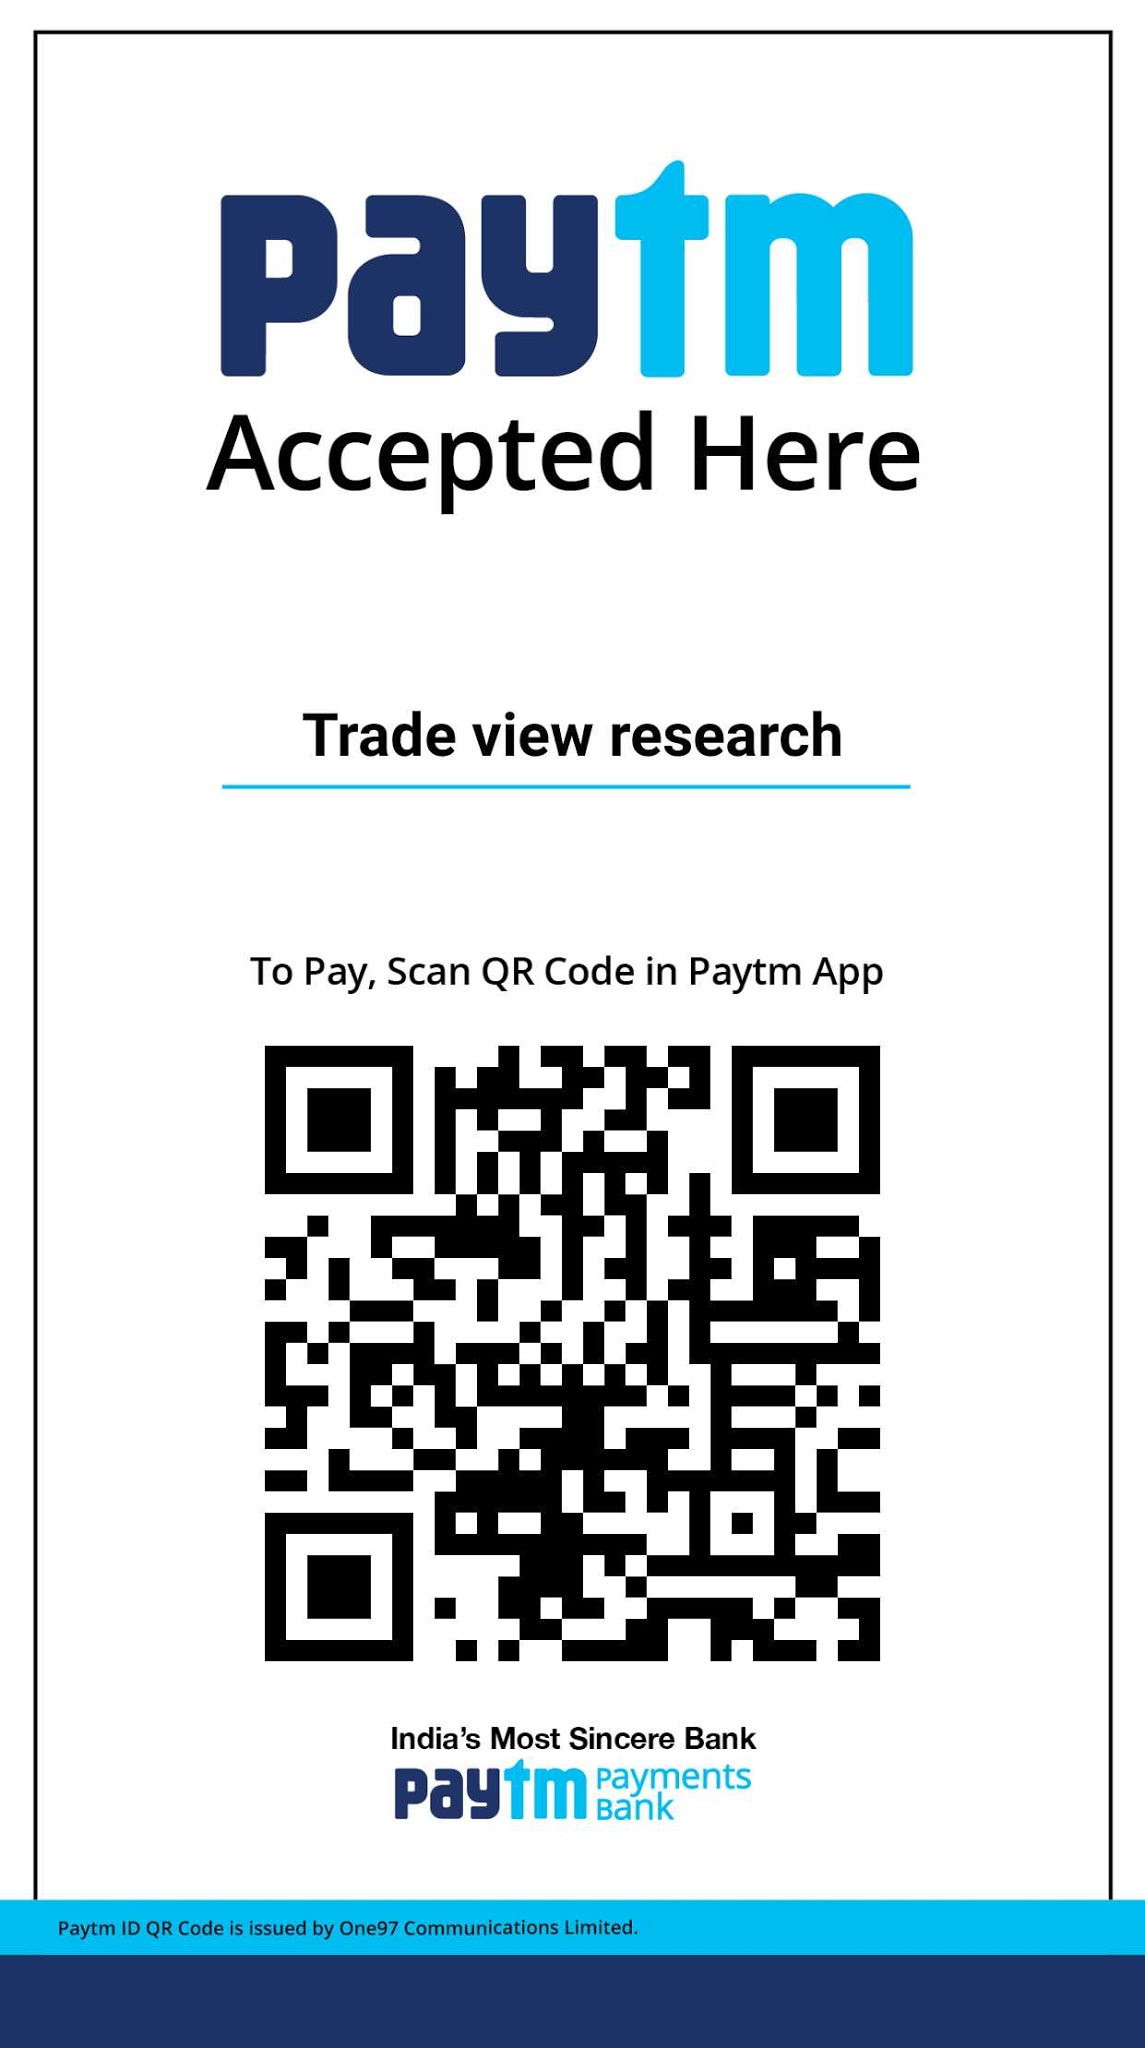 paytm
Accepted Here
Trade view research
To Pay, Scan QR Code in Paytm App
India's Most Sincere Bank
paytm Payments
Bank
Paytm ID QR Code is issued by One97 Communications Limited.